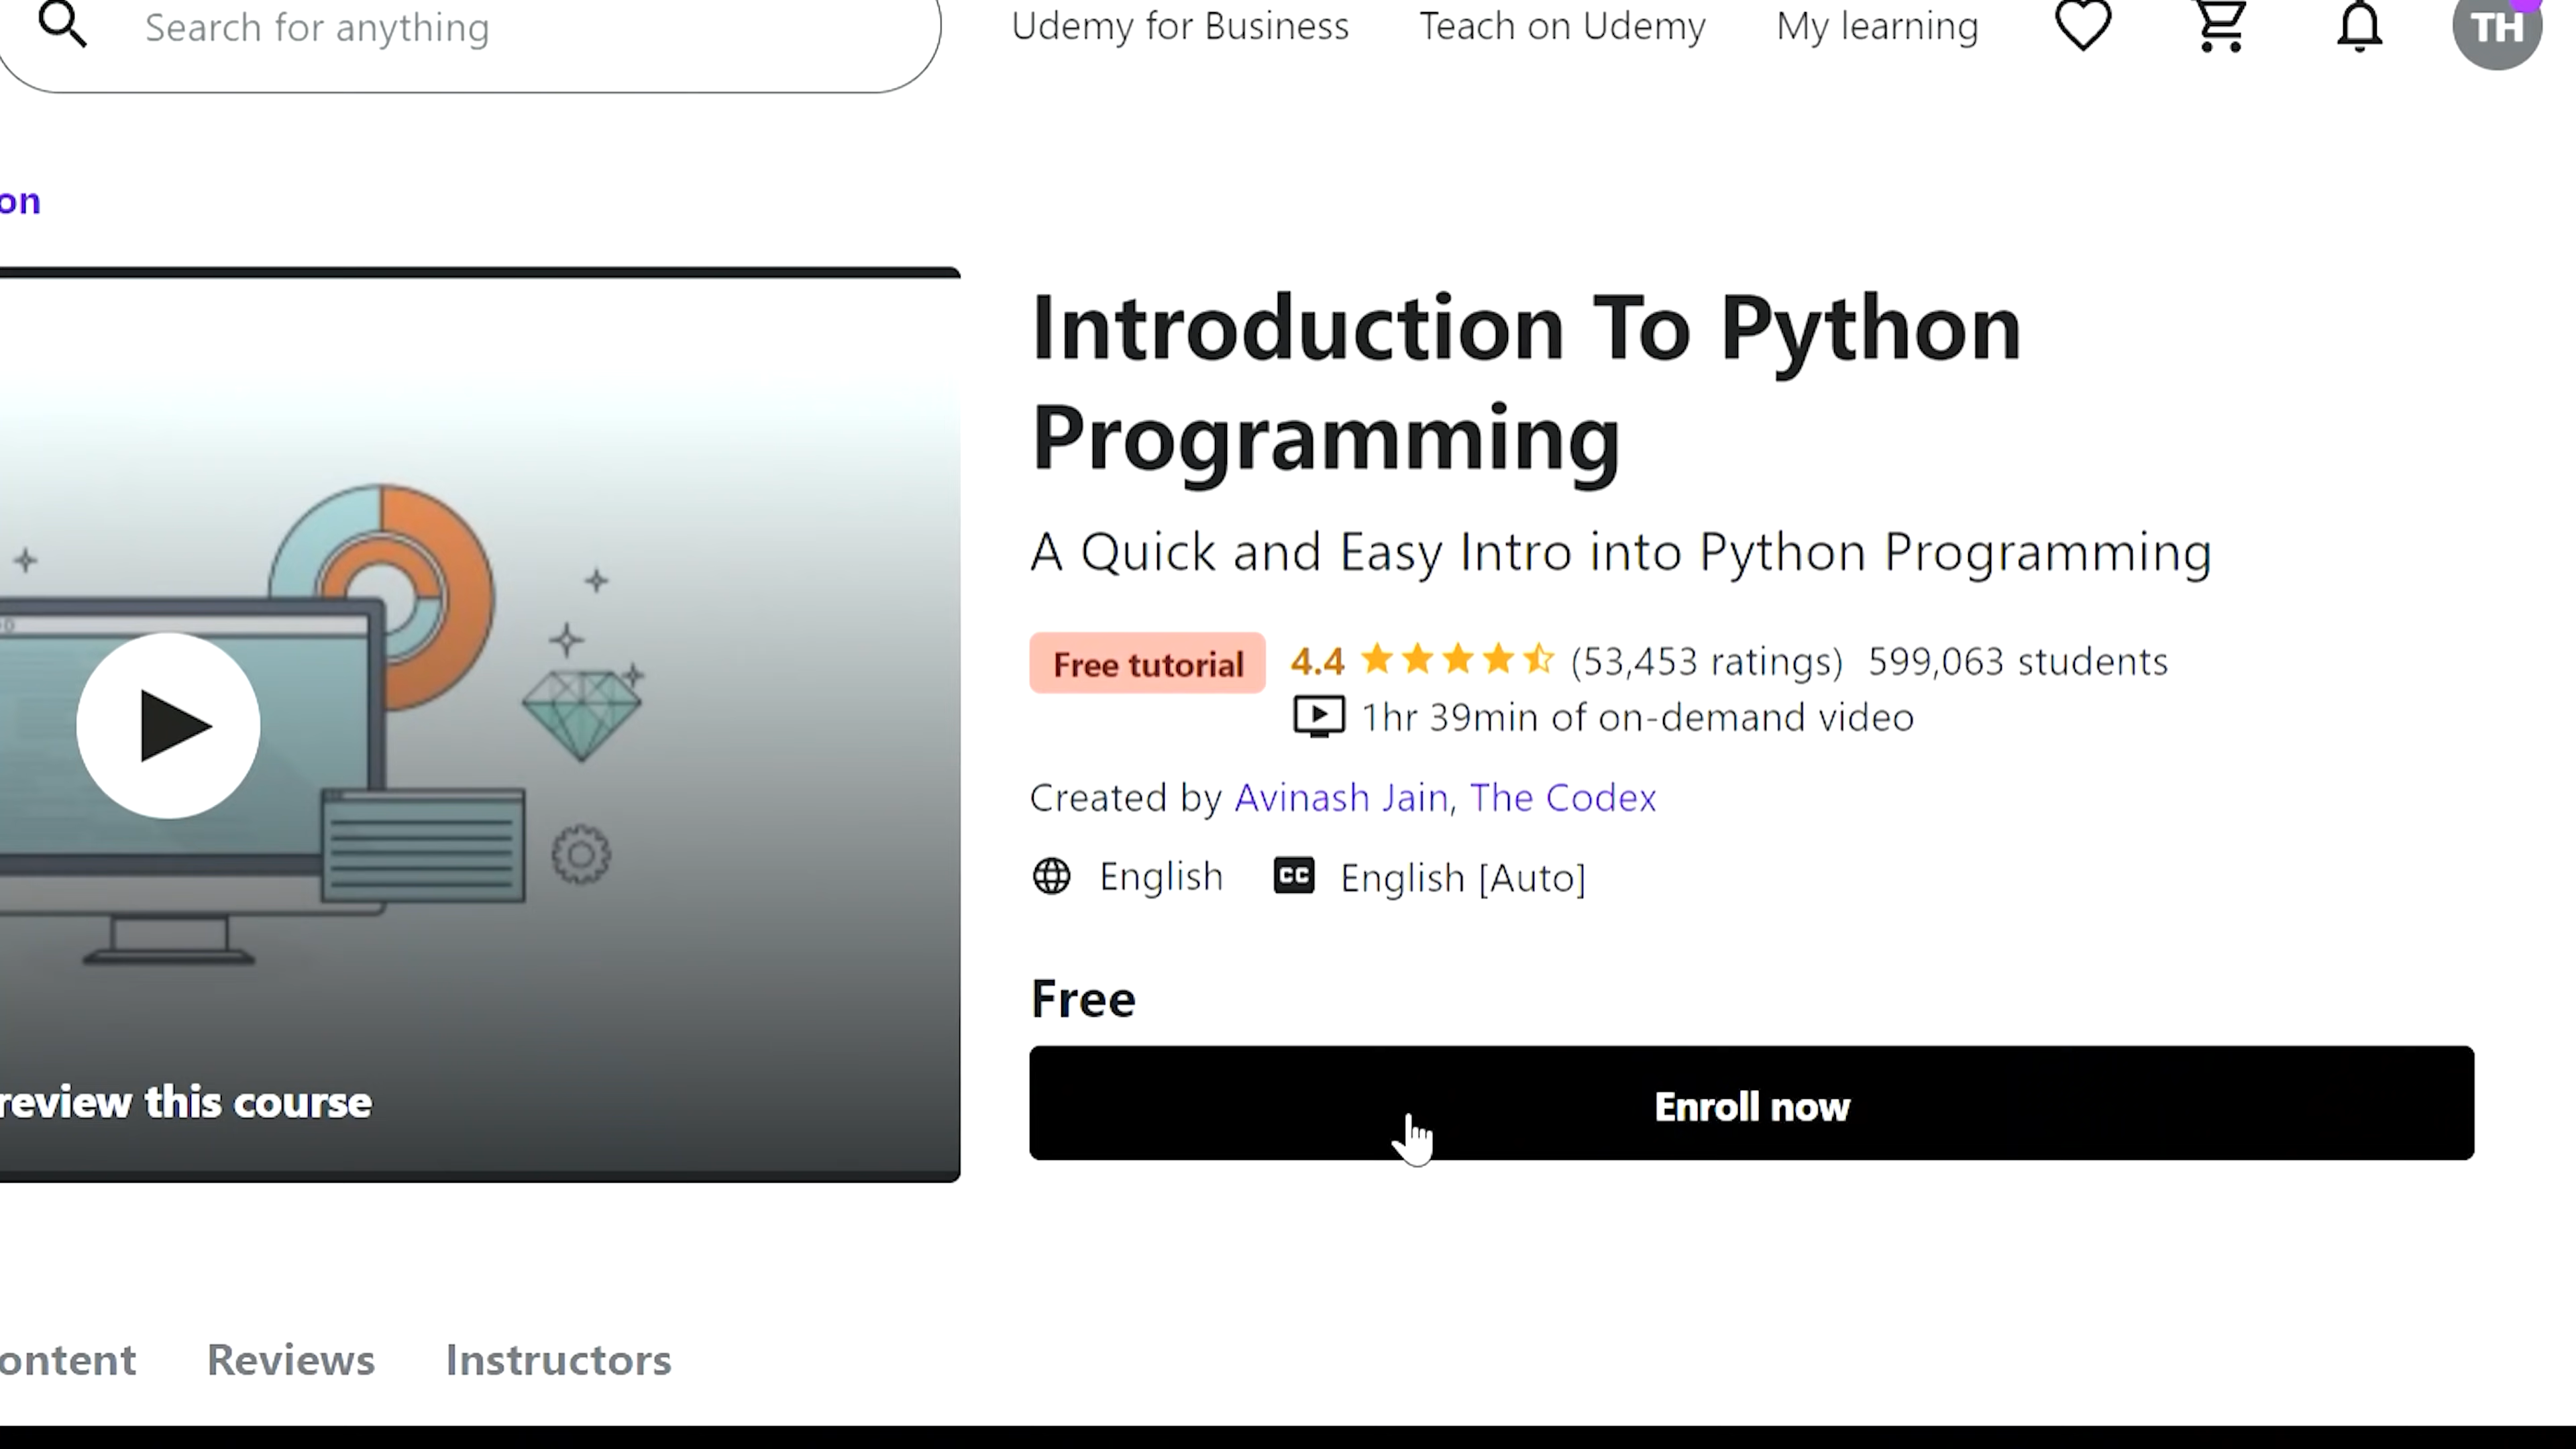 Search for anything
Udemy for Business
Teach on Udemy
My learning
TH
on
Introduction To Python
Programming
A Quick and Easy Intro into Python Programming
Free tutorial
4.4
(53,453 ratings)
599,063 students
1hr 39min of on-demand video
Created by Avinash Jain, The Codex
English
CC
English [Auto]
Free
Enroll now
review this course
ontent
Reviews
Instructors